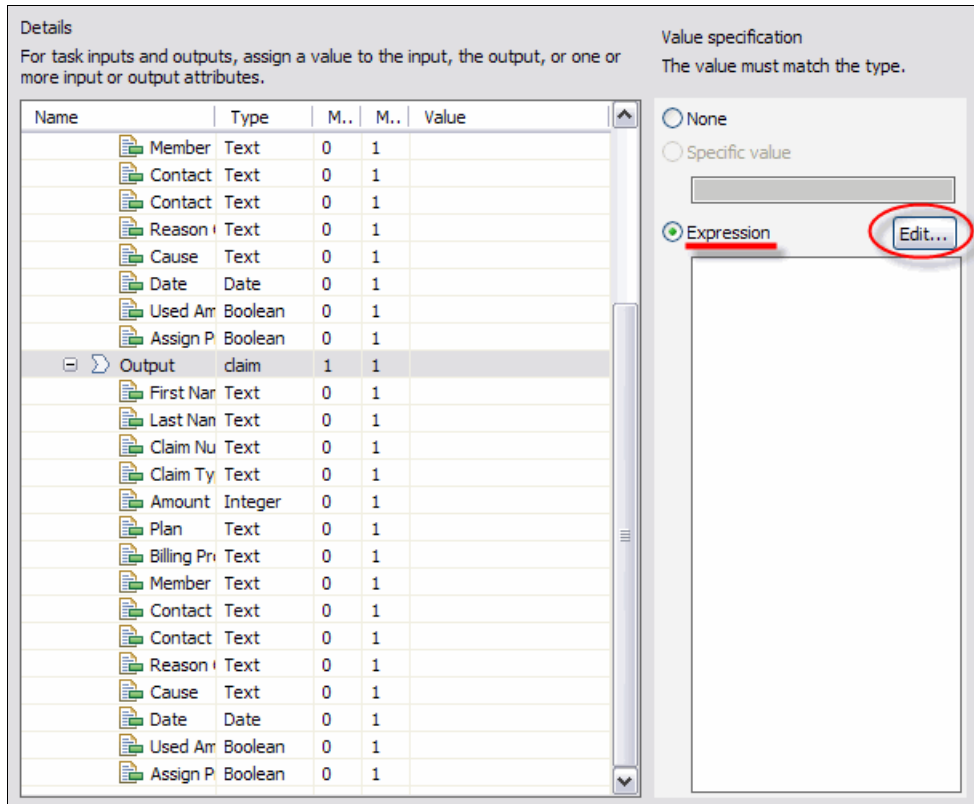 Details
For task inputs and outputs, assign a value to the input, the output, or one or
more input or output attributes.
Name Type M.. M.. Value
Member Text 0 1
Contact Text 0 1
Contact Text 0 1
Reason Text 0 1
Cause Text 0 1
Date Date 0 1
Used Am Boolean 0 1
Assign P Boolean 0 1
Output claim 1 1
First Nar Text 0 1
Last Nan Text 0 1
Claim Nu Text 0 1
Claim Ty Text 0 1
Amount Integer 0 1
Plan Text 0 1
Billing Pro Text 0 1
Member Text 0 1
Contact Text 0 1
Contact Text 0 1
Reason Text 0 1
Cause Text 0 1
Date Date 0 1
Used Am Boolean 0 1
Assign P Boolean 0 1
Value specification
The value must match the type.
None
Specific value
Expression
Edit...